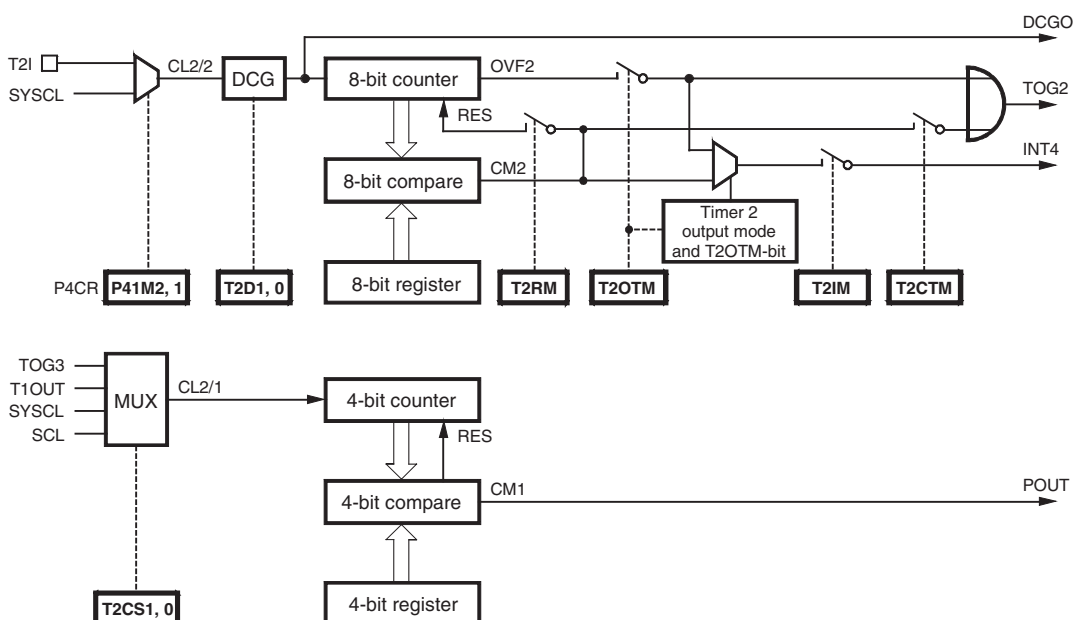 DCGO
T2I
CL2/2
DCG
8-bit counter
OVF2
SYSCL
TOG2
RES
INT4
8-bit compare
CM2
Timer 2
output mode
and T2OTM-bit
P4CR
P41M2, 1
T2D1, 0
8-bit register
T2RM
T2OTM
T2IM
T2CTM
TOG3
T1OUT
SYSCL
SCL
MUX
CL2/1
4-bit counter
RES
4-bit compare
CM1
POUT
T2CS1, 0
4-bit register